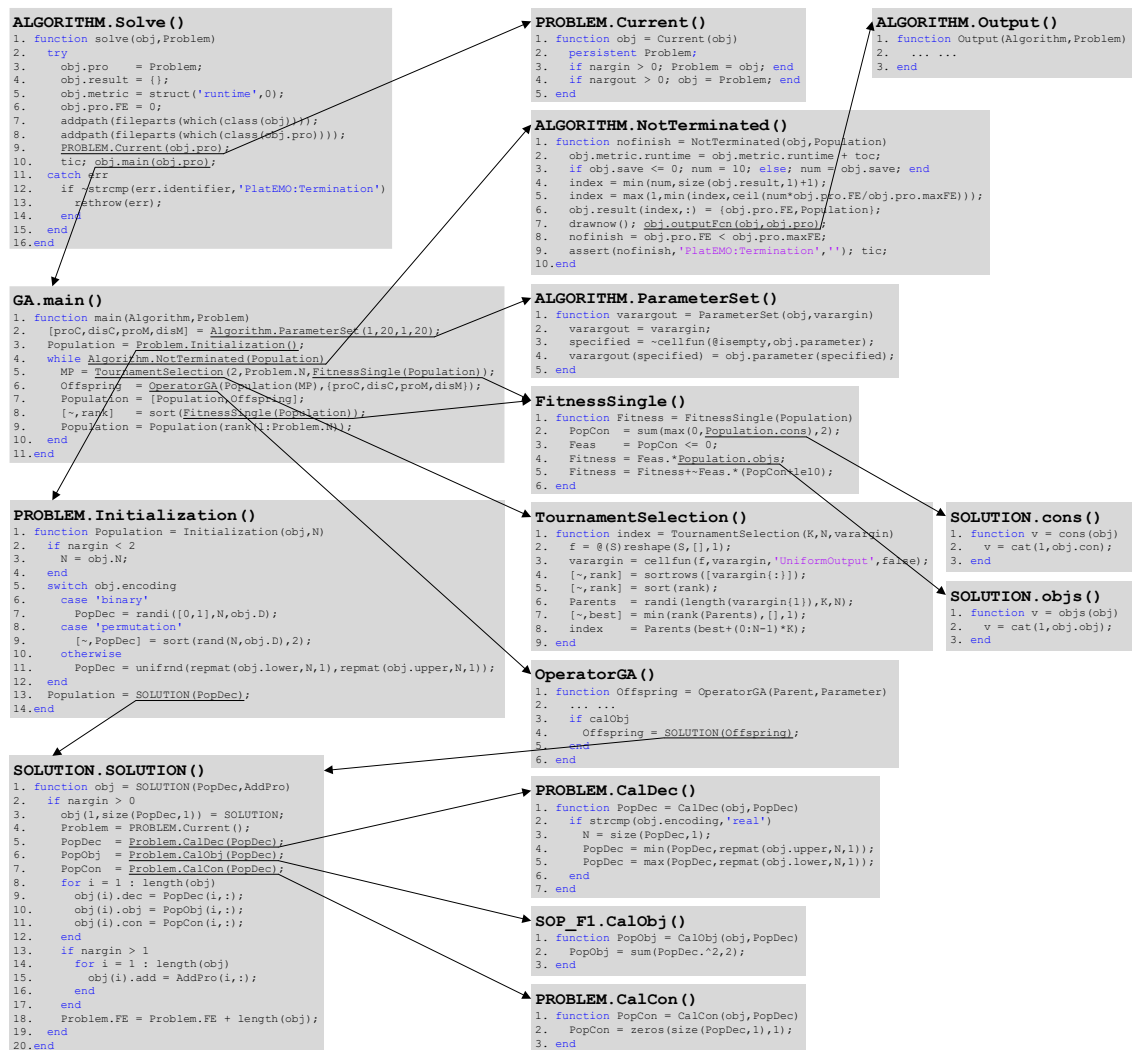 ALGORITHM.Solve()
1. function solve(obj,Problem)
2. try
3. obj.pro = Problem;
4. obj.result = {};
5. obj.metric = struct('runtime',0);
6. obj.pro.FE = 0;
7. addpath(fileparts(which(class(obj))));
8. addpath(fileparts(which(class(obj.pro))));
9. PROBLEM.Current(obj.pro);
10. tic; obj.main(obj.pro);
11. catch err
12. if ~strcmp(err.identifier,'PlatEMO:Termination')
13. rethrow(err);
14. end
15. end
16.end
GA.main()
1. function main(Algorithm,Problem)
2. [proC,disC,proM,disM] = Algorithm.ParameterSet(1,20,1,20);
3. Population = Problem.Initialization();
4. while Algorithm.NotTerminated(Population)
5. MP = TournamentSelection(2,Problem.N,FitnessSingle(Population));
6. Offspring = OperatorGA(Population(MP),{proC,disC,proM,disM});
7. Population = [Population,Offspring];
8. [~,rank] = sort(FitnessSingle(Population));
9. Population = Population(rank(1:Problem.N));
10. end
11.end
PROBLEM.Initialization()
1. function Population = Initialization(obj,N)
2. if nargin < 2
3. N = obj.N;
4. end
5. switch obj.encoding
6. case 'binary'
7. PopDec = randi([0,1],N,obj.D);
8. case 'permutation'
9. [~,PopDec] = sort(rand(N,obj.D),2);
10. otherwise
11. PopDec = unifrnd(repmat(obj.lower,N,1),repmat(obj.upper,N,1));
12. end
13. Population = SOLUTION(PopDec);
14.end
SOLUTION.SOLUTION()
1. function obj = SOLUTION(PopDec,AddPro)
2. if nargin > 0
3. obj(1,size(PopDec,1)) = SOLUTION;
4. Problem = PROBLEM.Current();
5. PopDec = Problem.CalDec(PopDec);
6. PopObj = Problem.CalObj(PopDec);
7. PopCon = Problem.CalCon(PopDec);
8. for i = 1 : length(obj)
9. obj(i).dec = PopDec(i,:);
10. obj(i).obj = PopObj(i,:);
11. obj(i).con = PopCon(i,:);
12. end
13. if nargin > 1
14. for i = 1 : length(obj)
15. obj(i).add = AddPro(i,:);
16. end
17. end
18. Problem.FE = Problem.FE + length(obj);
19. end
20.end
PROBLEM.Current()
1. function obj = Current(obj)
2. persistent Problem;
3. if nargin > 0; Problem = obj; end
4. if nargout > 0; obj = Problem; end
5. end
ALGORITHM.Output()
1. function Output(Algorithm,Problem)
2. ... ...
3. end
ALGORITHM.NotTerminated()
1. function nofinish = NotTerminated(obj,Population)
2. obj.metric.runtime = obj.metric.runtime + toc;
3. if obj.save <= 0; num = 10; else; num = obj.save; end
4. index = min(num,size(obj.result,1)+1);
5. index = max(1,min(index,ceil(num*obj.pro.FE/obj.pro.maxFE)));
6. obj.result(index,:) = {obj.pro.FE,Population};
7. drawnow(); obj.outputFcn(obj,obj.pro);
8. nofinish = obj.pro.FE < obj.pro.maxFE;
9. assert(nofinish,'PlatEMO:Termination',''); tic;
10.end
ALGORITHM.ParameterSet()
1. function varargout = ParameterSet(obj,varargin)
2. varargout = varargin;
3. specified = ~cellfun(@isempty,obj.parameter);
4. varargout(specified) = obj.parameter(specified);
5. end
FitnessSingle()
1. function Fitness = FitnessSingle(Population)
2. PopCon = sum(max(0,Population.cons),2);
3. Feas = PopCon <= 0;
4. Fitness = Feas.*Population.objs;
5. Fitness = Fitness+~Feas.*(PopCon+1e10);
6. end
TournamentSelection()
1. function index = TournamentSelection(K,N,varargin)
2. f = @(S)reshape(S,[],1);
3. varargin = cellfun(f,varargin,'UniformOutput',false);
4. [~,rank] = sortrows([varargin{:}]);
5. [~,rank] = sort(rank);
6. Parents = randi(length(varargin{1}),K,N);
7. [~,best] = min(rank(Parents),[],1);
8. index = Parents(best+(0:N-1)*K);
9. end
SOLUTION.cons()
1. function v = cons(obj)
2. v = cat(1,obj.con);
3. end
SOLUTION.objs()
1. function v = objs(obj)
2. v = cat(1,obj.obj);
3. end
OperatorGA()
1. function Offspring = OperatorGA(Parent,Parameter)
2. ... ...
3. if calObj
4. Offspring = SOLUTION(Offspring);
5. end
6. end
PROBLEM.CalDec()
1. function PopDec = CalDec(obj,PopDec)
2. if strcmp(obj.encoding,'real')
3. N = size(PopDec,1);
4. PopDec = min(PopDec,repmat(obj.upper,N,1));
5. PopDec = max(PopDec,repmat(obj.lower,N,1));
6. end
7. end
SOP_F1.CalObj()
1. function PopObj = CalObj(obj,PopDec)
2. PopObj = sum(PopDec.^2,2);
3. end
PROBLEM.CalCon()
1. function PopCon = CalCon(obj,PopDec)
2. PopCon = zeros(size(PopDec,1),1);
3. end